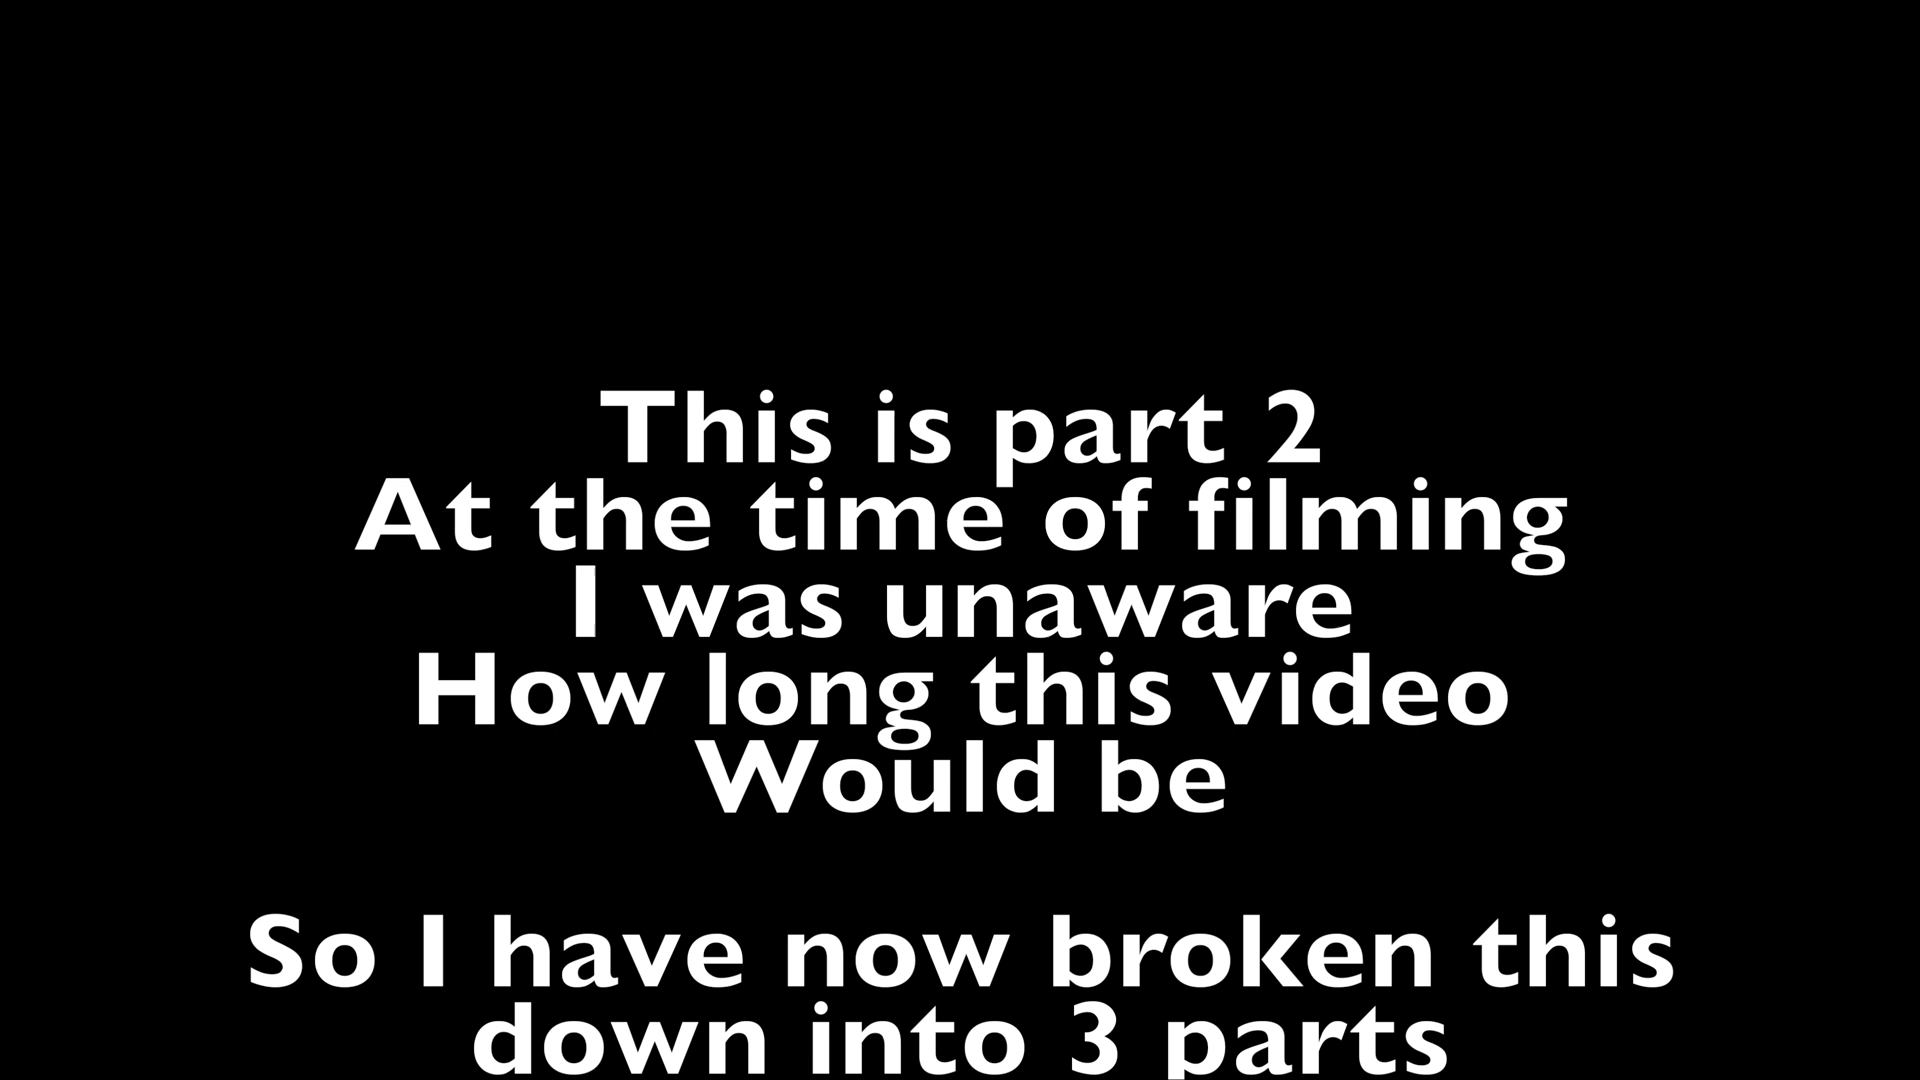 This is part 2
At the time of filming
I was unaware
How long this video
Would be
So I have now broken this
down into 3 parts